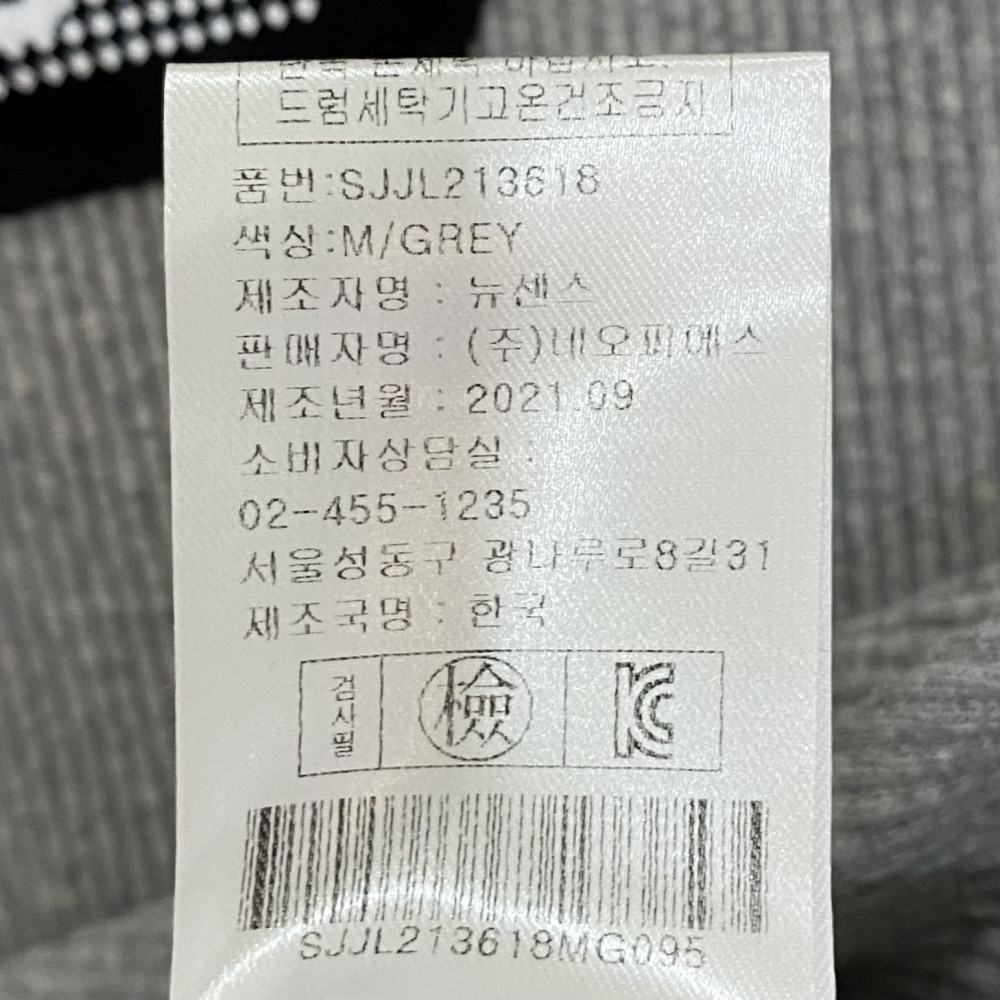 드럼세탁기고온건조금지
품번:SJJL213618
색상:M/GREY
제조자명 : 뉴센스
판매자명 : (주)네오피에스
제조년월 : 2021.09
소비자상담실 :
02-455-1235
서울성동구 광나루로8길31
제조국명 : 한국
검사필
檢
KC
SJJL213618MG095